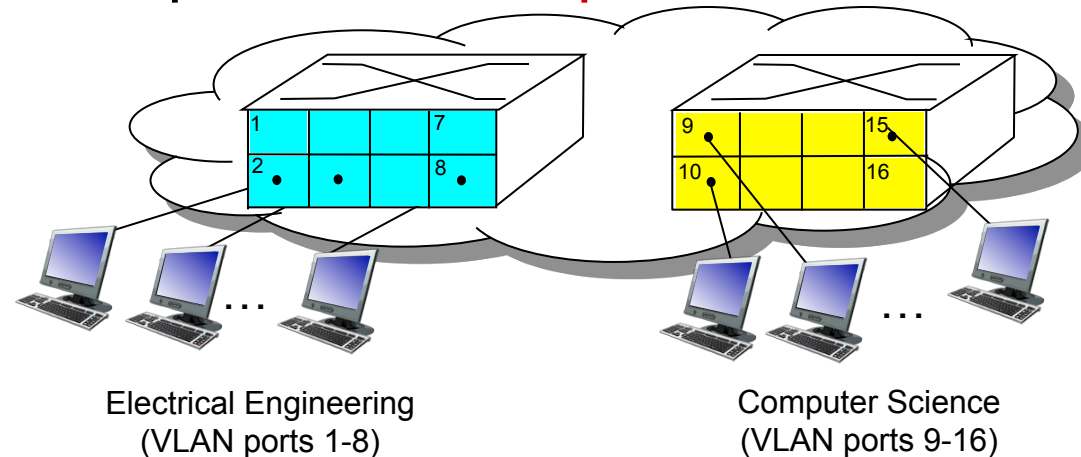 1 7
2 8
9 15
10 16
... ...
Electrical Engineering
(VLAN ports 1-8)
Computer Science
(VLAN ports 9-16)